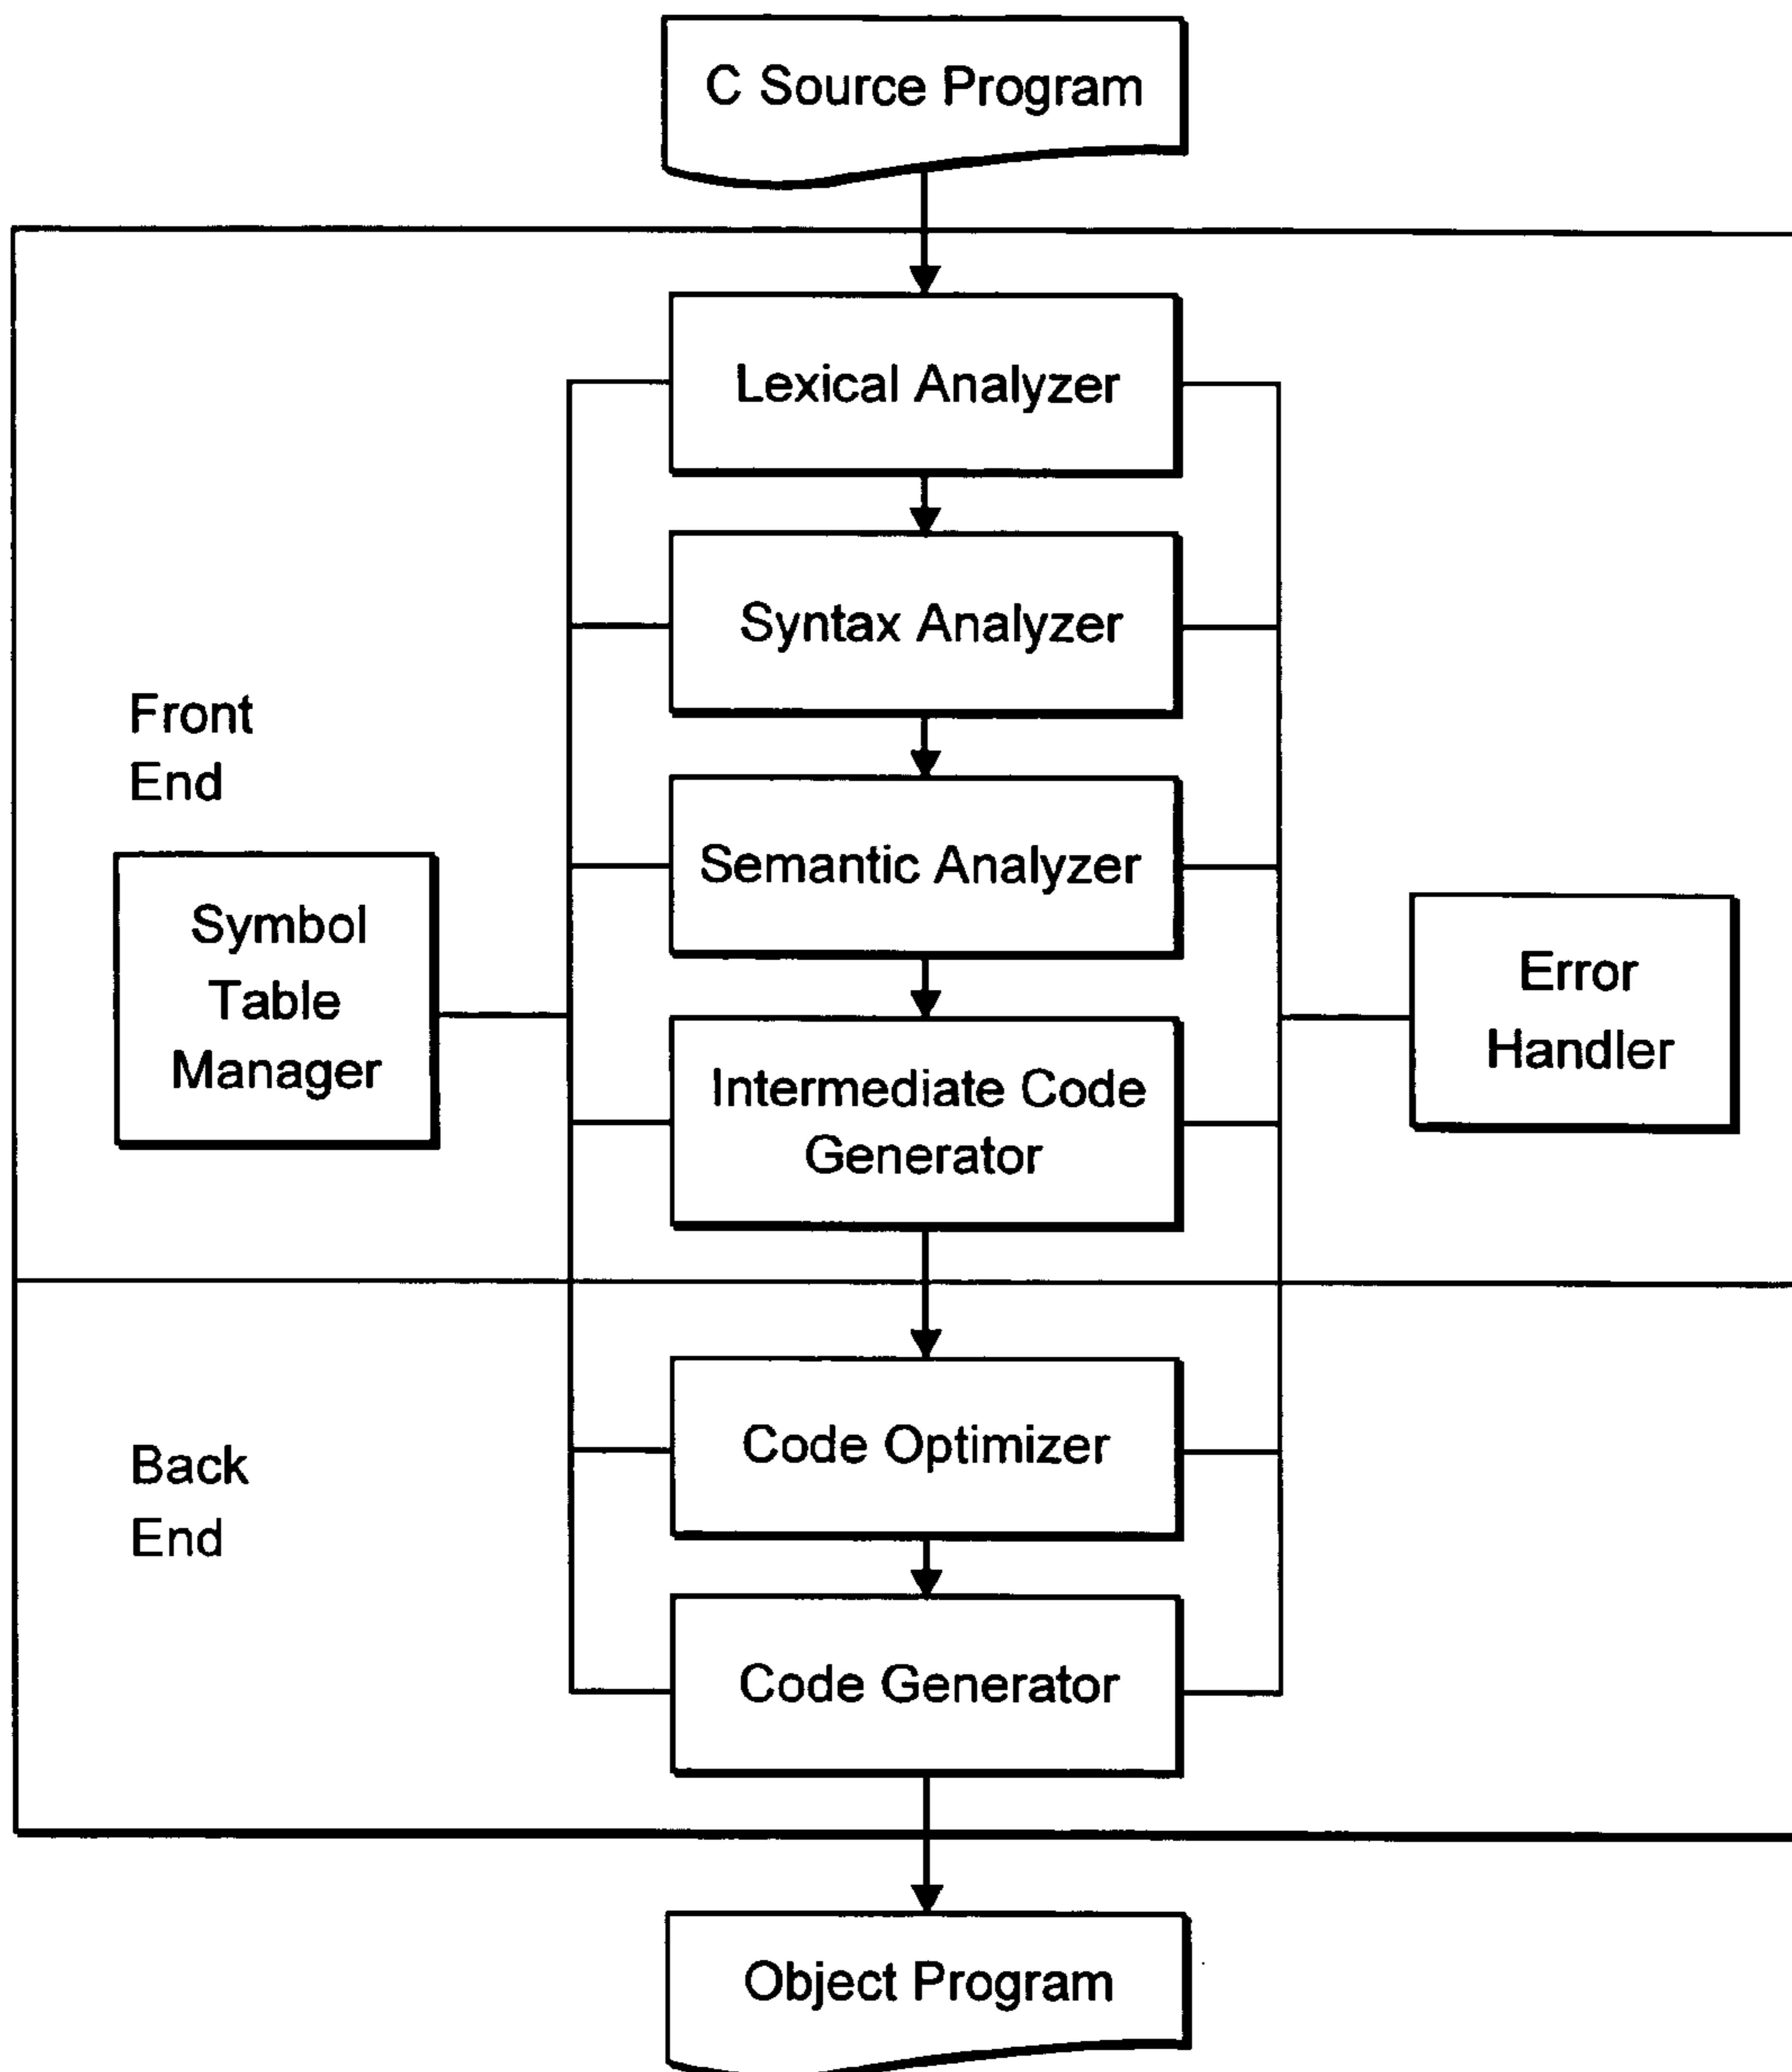 C Source Program
Lexical Analyzer
Syntax Analyzer
Front
End
Semantic Analyzer
Symbol
Table
Manager
Error
Handler
Intermediate Code
Generator
Code Optimizer
Back
End
Code Generator
Object Program